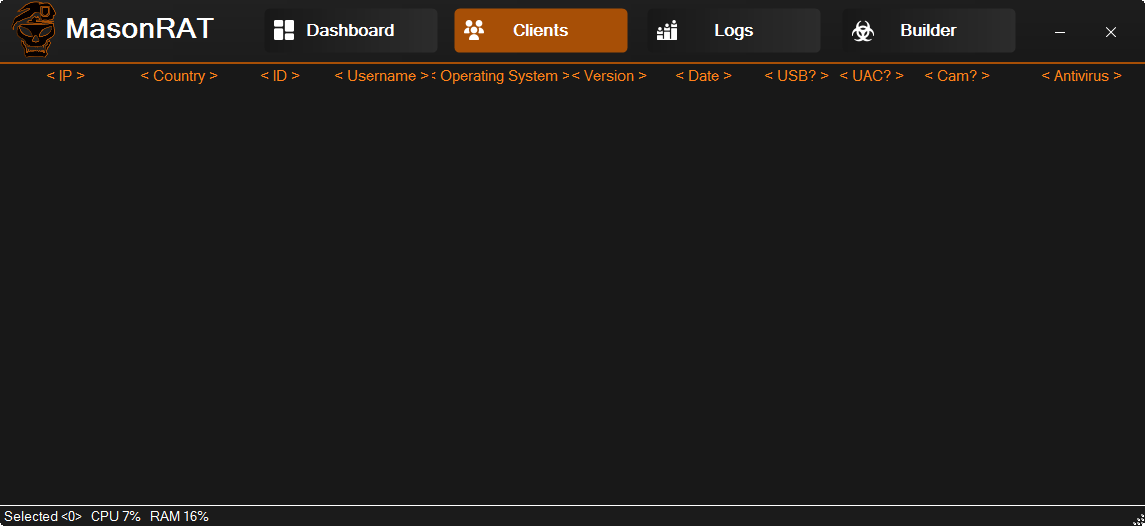 MasonRAT Dashboard Clients Logs Builder
< IP > < Country > < ID > < Username > < Operating System > < Version > < Date > < USB? > < UAC? > < Cam? > < Antivirus >
Selected <0> CPU 7% RAM 16%